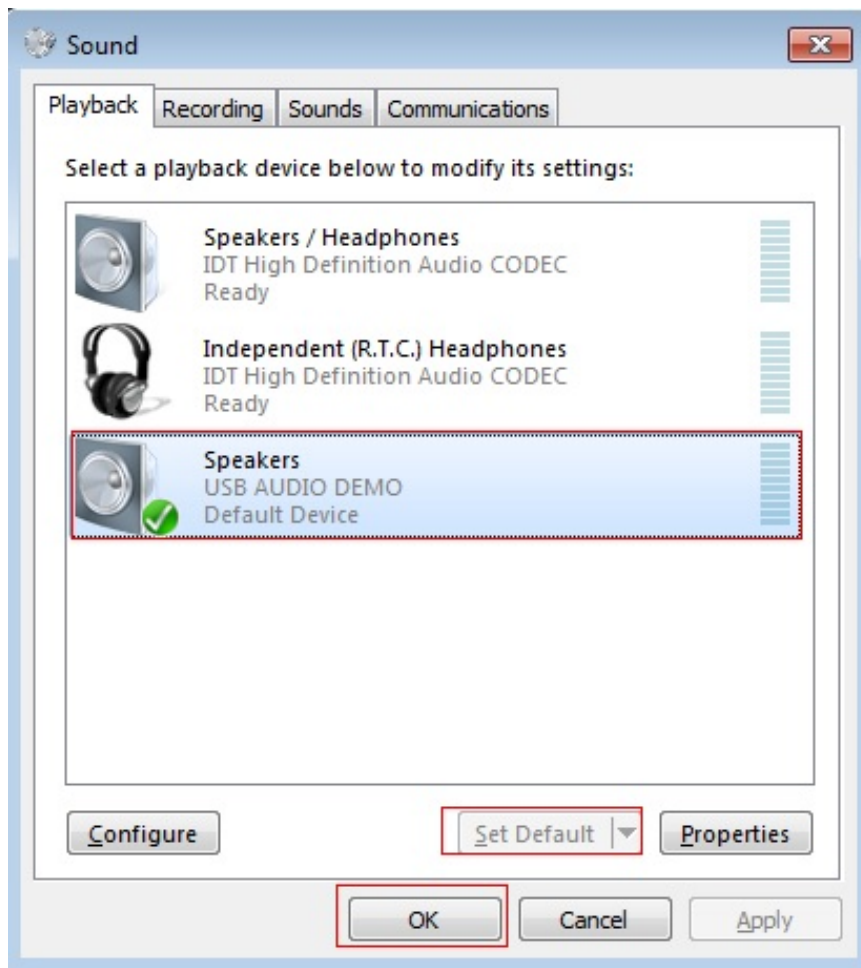 Sound
Playback Recording Sounds Communications
Select a playback device below to modify its settings:
Speakers / Headphones
IDT High Definition Audio CODEC
Ready
Independent (R.T.C.) Headphones
IDT High Definition Audio CODEC
Ready
Speakers
USB AUDIO DEMO
Default Device
Configure Set Default Properties
OK Cancel Apply